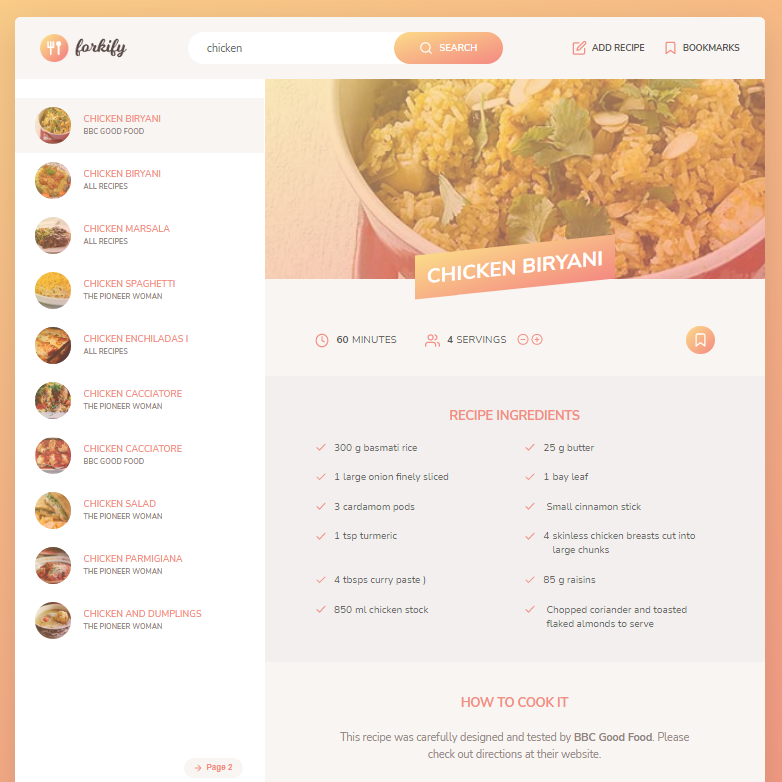 forkify
chicken
SEARCH
ADD RECIPE
BOOKMARKS
CHICKEN BIRYANI
BBC GOOD FOOD
CHICKEN BIRYANI
ALL RECIPES
CHICKEN MARSALA
ALL RECIPES
CHICKEN SPAGHETTI
THE PIONEER WOMAN
CHICKEN ENCHILADAS I
ALL RECIPES
CHICKEN CACCIATORE
THE PIONEER WOMAN
CHICKEN CACCIATORE
BBC GOOD FOOD
CHICKEN SALAD
THE PIONEER WOMAN
CHICKEN PARMIGIANA
THE PIONEER WOMAN
CHICKEN AND DUMPLINGS
THE PIONEER WOMAN
Page 2
CHICKEN BIRYANI
60 MINUTES
4 SERVINGS
RECIPE INGREDIENTS
300 g basmati rice
25 g butter
1 large onion finely sliced
1 bay leaf
3 cardamom pods
Small cinnamon stick
1 tsp turmeric
4 skinless chicken breasts cut into
large chunks
4 tbsps curry paste )
85 g raisins
850 ml chicken stock
Chopped coriander and toasted
flaked almonds to serve
HOW TO COOK IT
This recipe was carefully designed and tested by BBC Good Food. Please
check out directions at their website.